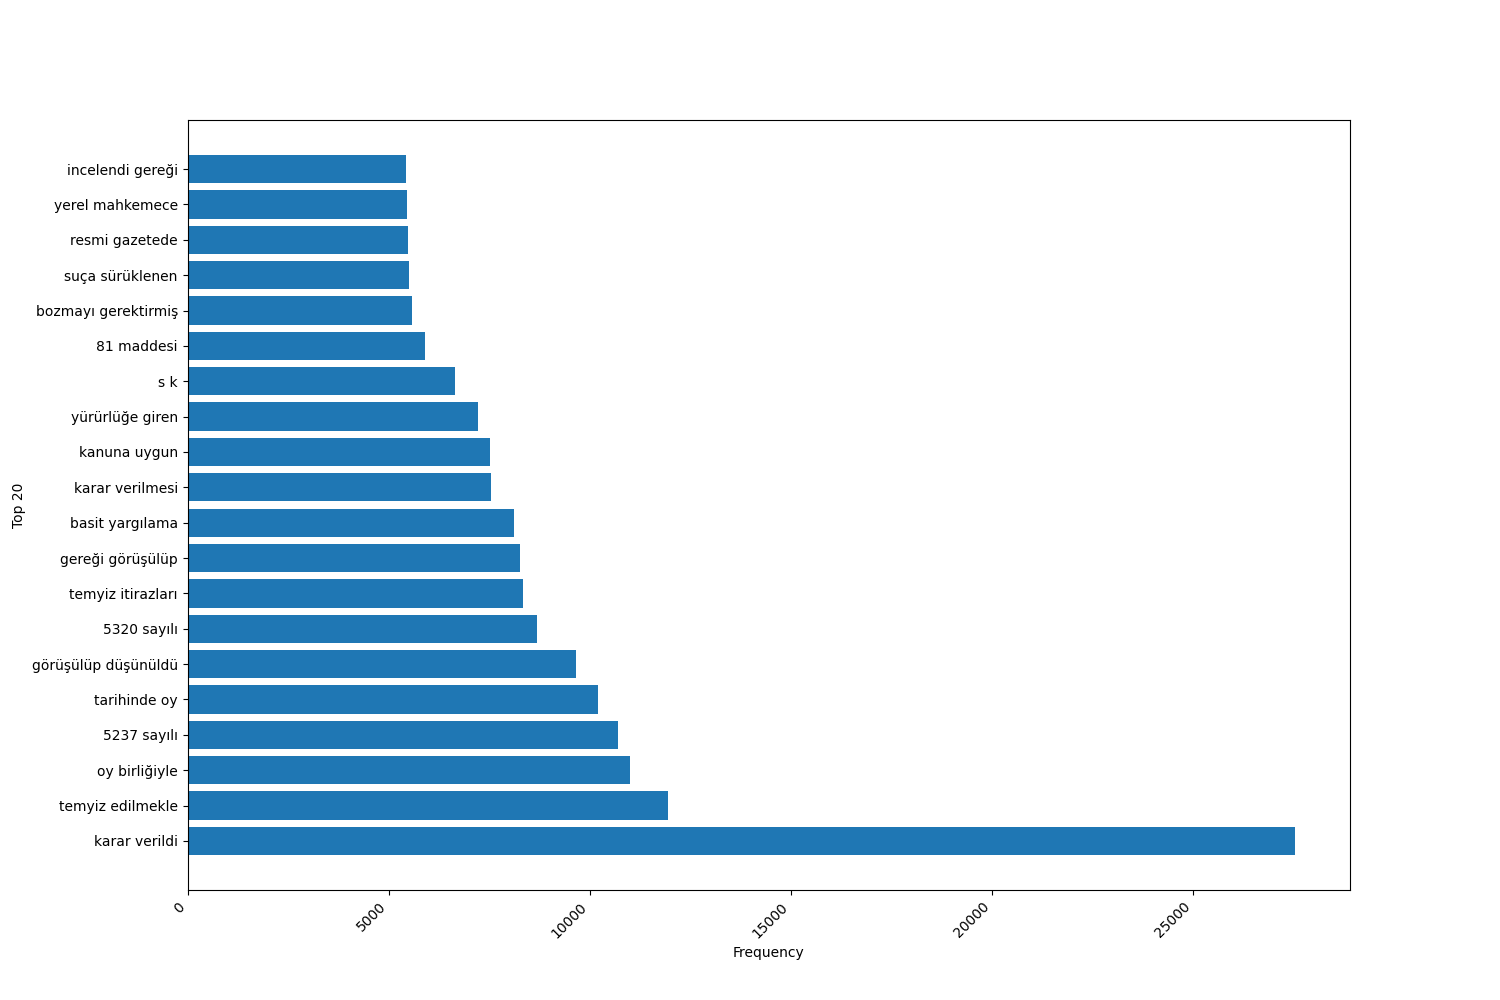 incelendi gereği
yerel mahkemece
resmi gazetede
suça sürüklenen
bozmayı gerektirmiş
81 maddesi
s k
yürürlüğe giren
kanuna uygun
karar verilmesi
basit yargılama
gereği görüşülüp
temyiz itirazları
5320 sayılı
görüşülüp düşünüldü
tarihinde oy
5237 sayılı
oy birliğiyle
temyiz edilmekle
karar verildi
Top 20
0
5000
10000
15000
20000
25000
Frequency